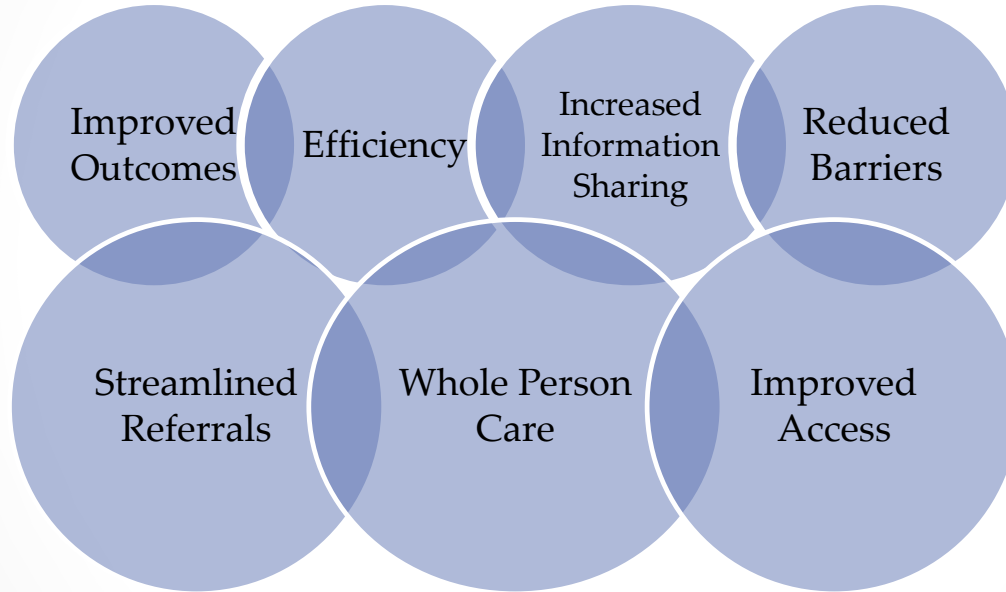 Improved
Outcomes
Efficiency
Increased
Information
Sharing
Reduced
Barriers
Streamlined
Referrals
Whole Person
Care
Improved
Access